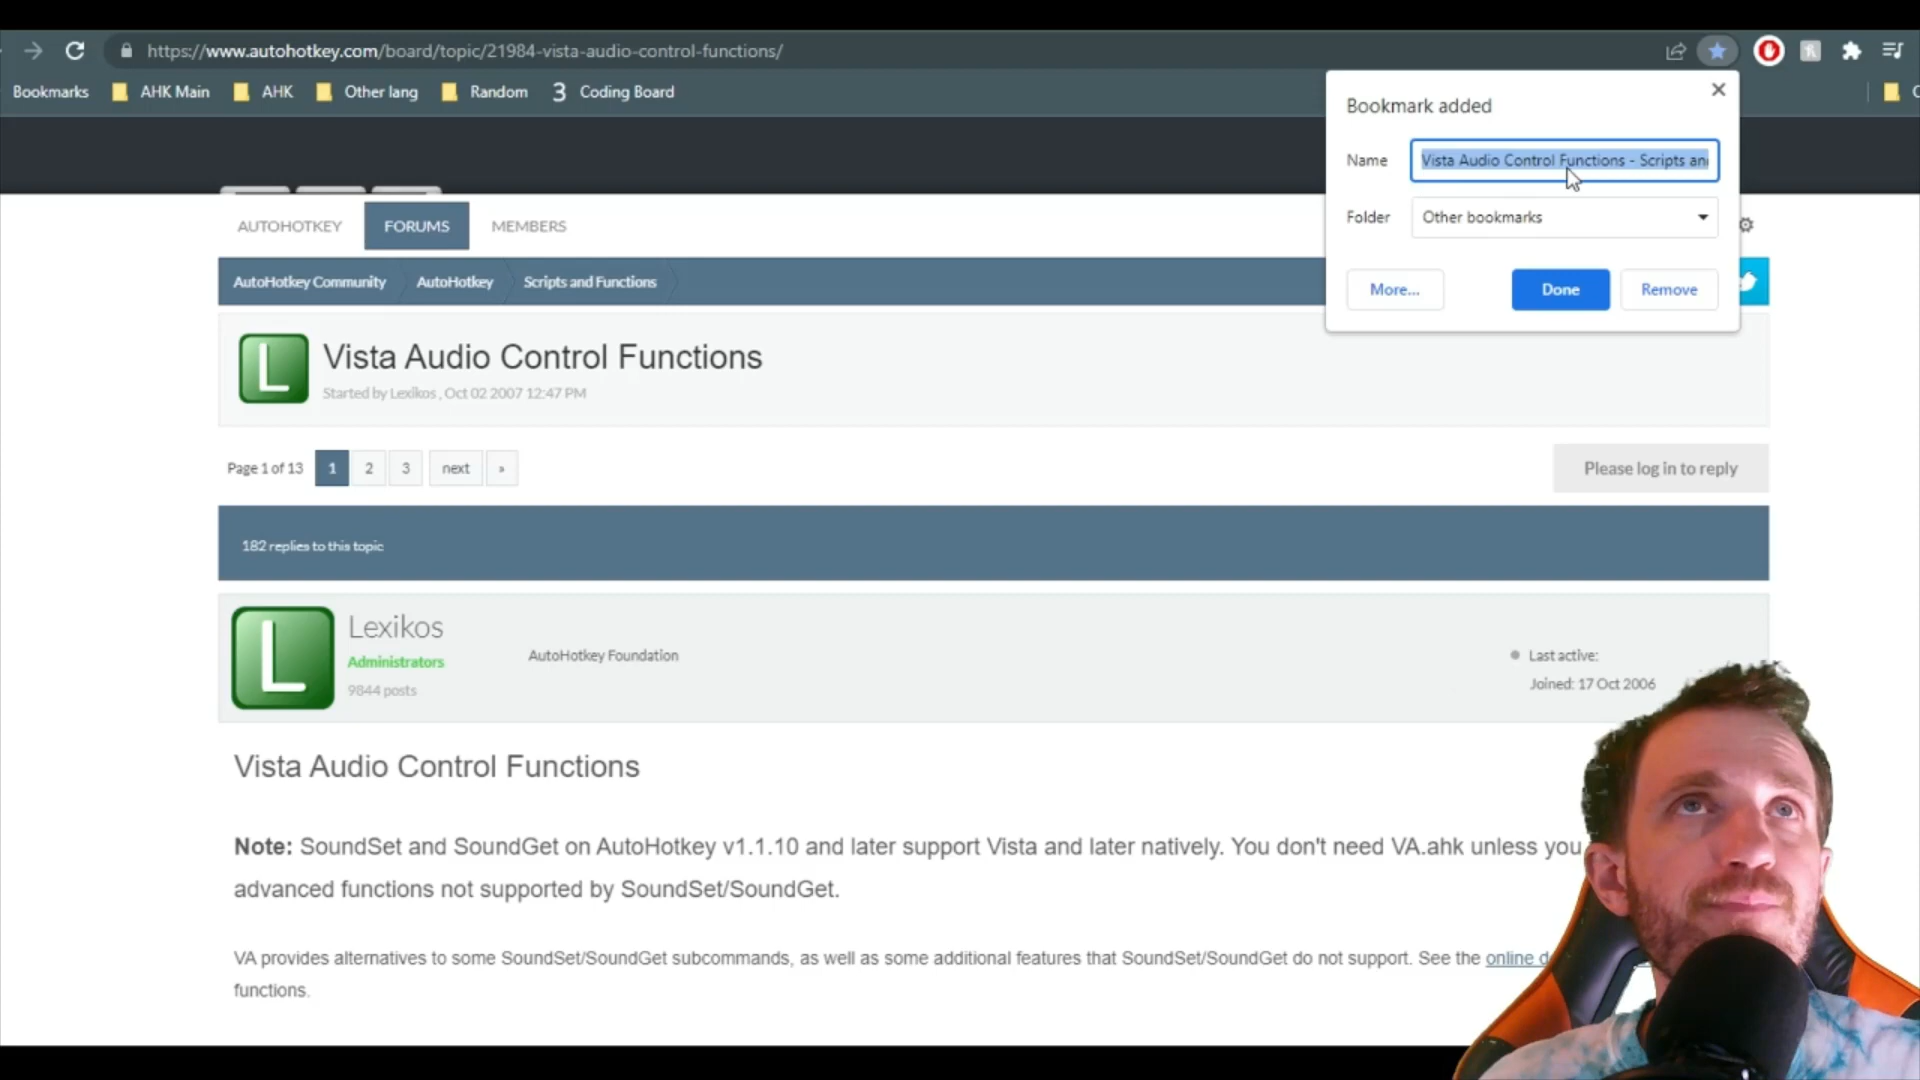 https://www.autohotkey.com/board/topic/21984-vista-audio-control-functions/
Bookmarks AHK Main AHK Other lang Random 3 Coding Board
Bookmark added
Name Vista Audio Control Functions - Scripts an
Folder Other bookmarks
More... Done Remove
AUTOHOTKEY FORUMS MEMBERS
AutoHotkey Community AutoHotkey Scripts and Functions
L
Vista Audio Control Functions
Started by Lexikos , Oct 02 2007 12:47 PM
Page 1 of 13 1 2 3 next »
Please log in to reply
182 replies to this topic
L
Lexikos
Administrators
9844 posts
AutoHotkey Foundation
Last active:
Joined: 17 Oct 2006
Vista Audio Control Functions
Note: SoundSet and SoundGet on AutoHotkey v1.1.10 and later support Vista and later natively. You don't need VA.ahk unless you
advanced functions not supported by SoundSet/SoundGet.
VA provides alternatives to some SoundSet/SoundGet subcommands, as well as some additional features that SoundSet/SoundGet do not support. See the online d
functions.